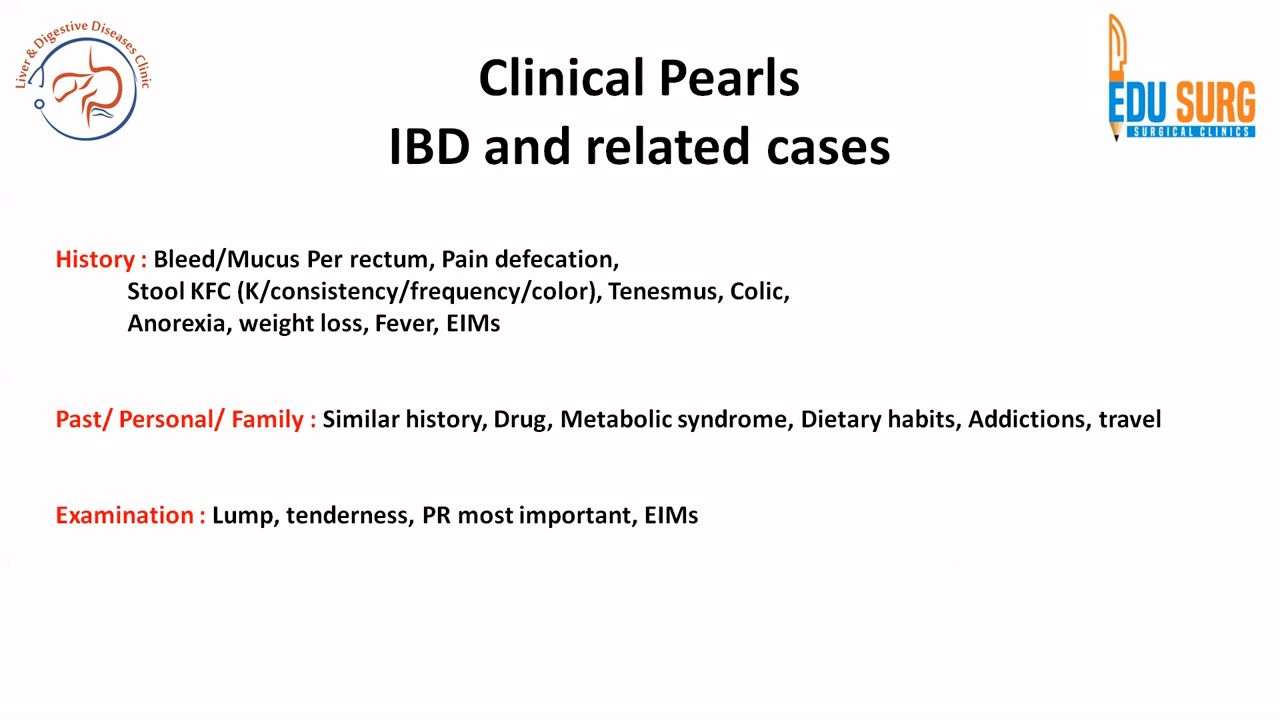 Liver & Digestive Diseases Clinic
EDU SURG
SURGICAL CLINICS
Clinical Pearls
IBD and related cases
History : Bleed/Mucus Per rectum, Pain defecation,
Stool KFC (K/consistency/frequency/color), Tenesmus, Colic,
Anorexia, weight loss, Fever, EIMs
Past/ Personal/ Family : Similar history, Drug, Metabolic syndrome, Dietary habits, Addictions, travel
Examination : Lump, tenderness, PR most important, EIMs